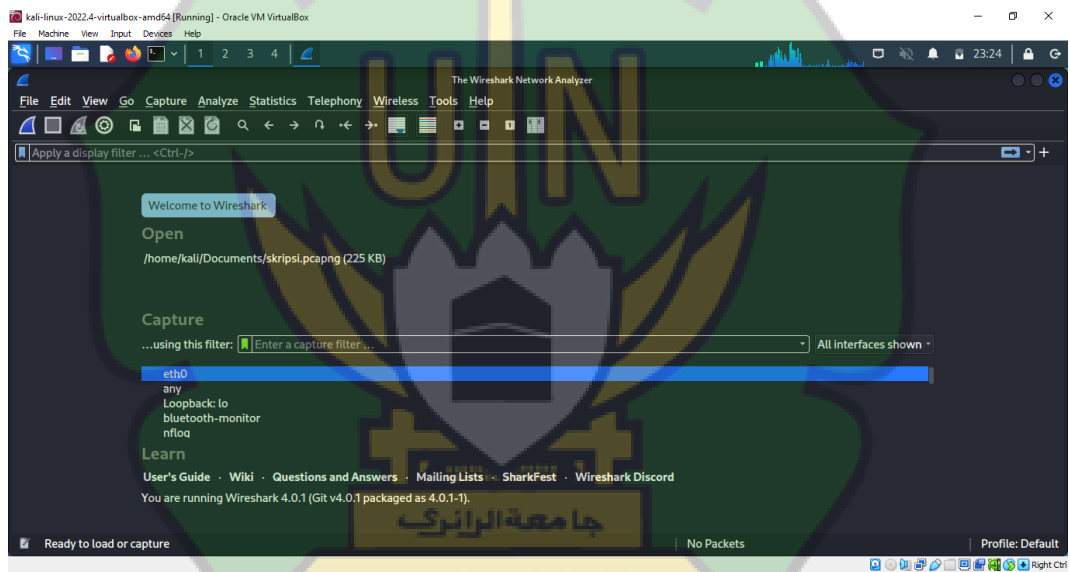 kali-linux-2022.4-virtualbox-amd64 [Running] - Oracle VM VirtualBox
File Machine View Input Devices Help
1 2 3 4 23:24
The Wireshark Network Analyzer
File Edit View Go Capture Analyze Statistics Telephony Wireless Tools Help
Apply a display filter ... <Ctrl-/>
UIN
Welcome to Wireshark
Open
/home/kali/Documents/skripsi.pcapng (225 KB)
Capture
...using this filter: Enter a capture filter ... All interfaces shown
eth0
any
Loopback: lo
bluetooth-monitor
nflog
Learn
User's Guide · Wiki · Questions and Answers · Mailing Lists · SharkFest · Wireshark Discord
You are running Wireshark 4.0.1 (Git v4.0.1 packaged as 4.0.1-1).
جامعة الرانري
Ready to load or capture No Packets Profile: Default
Right Ctrl